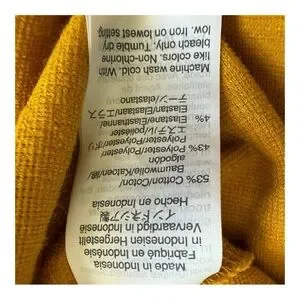 Made in Indonesia
Fabriqué en Indonésie
In Indonesien Hergestellt
Vervaardigd in Indonesië
インドネシア製
Hecho en Indonesia
53% Cotton/Coton/
Baumwolle/Katoen/綿/
algodón
43% Polyester/Polyester/ポリ
エステル/poliéster
4% Elastane/Elasthanne/
Elastan/Elastaan/エラス
テーン/elastano
Machine wash cold. With
like colors. Non-chlorine
bleach only. Tumble dry
low. Iron on lowest setting.